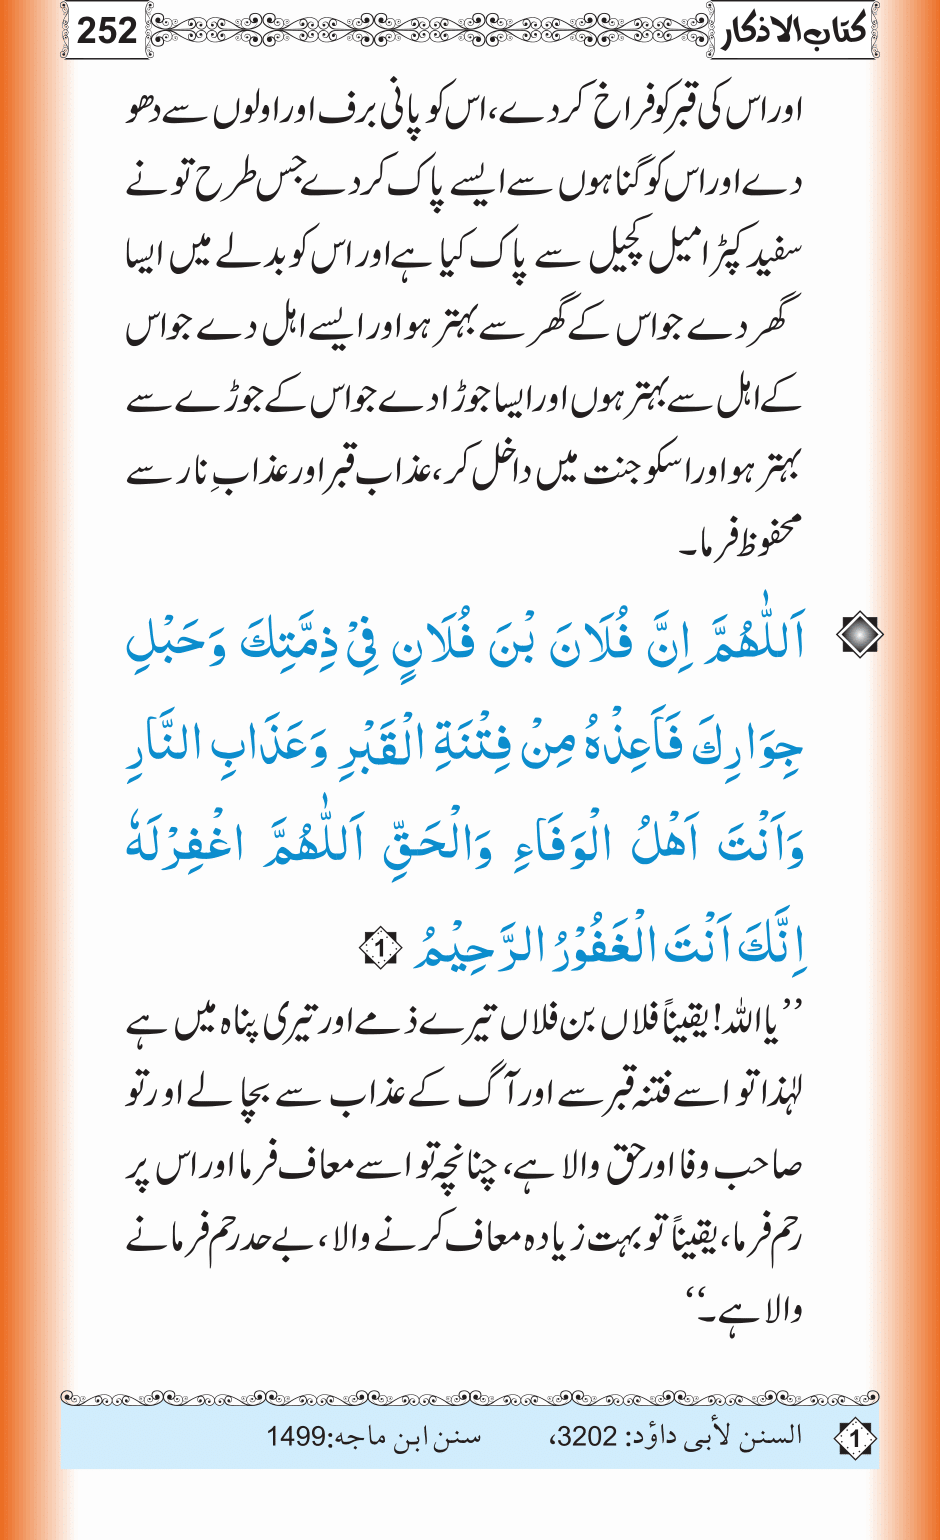 کتاب الاذکار 252
اور اس کی قبر کو فراخ کر دے، اس کو پانی برف اور اولوں سے دھو
دے اور اس کو گناہوں سے ایسے پاک کر دے جس طرح تو نے
سفید کپڑا میل کچیل سے پاک کیا ہے اور اس کو بدلے میں ایسا
گھر دے جو اس کے گھر سے بہتر ہو اور ایسے اہل دے جو اس
کے اہل سے بہتر ہوں اور ایسا جوڑا دے جو اس کے جوڑے سے
بہتر ہو اور اسکو جنت میں داخل کر، عذاب قبر اور عذابِ نار سے
محفوظ فرما۔
اَللّٰهُمَّ اِنَّ فُلَانَ بْنَ فُلَانٍ فِيْ ذِمَّتِكَ وَحَبْلِ
جِوَارِكَ فَاَعِذْهُ مِنْ فِتْنَةِ الْقَبْرِ وَعَذَابِ النَّارِ
وَاَنْتَ اَهْلُ الْوَفَاءِ وَالْحَقِّ اَللّٰهُمَّ اغْفِرْلَهٗ
اِنَّكَ اَنْتَ الْغَفُوْرُ الرَّحِيْمُ 1
’’یا اللہ! یقیناً فلاں بن فلاں تیرے ذمے اور تیری پناہ میں ہے
لہٰذا تو اسے فتنہ قبر سے اور آگ کے عذاب سے بچا لے او رتو
صاحب وفا اور حق والا ہے، چنانچہ تو اسے معاف فرما اور اس پر
رحم فرما، یقیناً تو بہت زیادہ معاف کرنے والا، بے حد رحم فرمانے
والا ہے۔‘‘
1 السنن لأبی داؤد: 3202، سنن ابن ماجه:1499